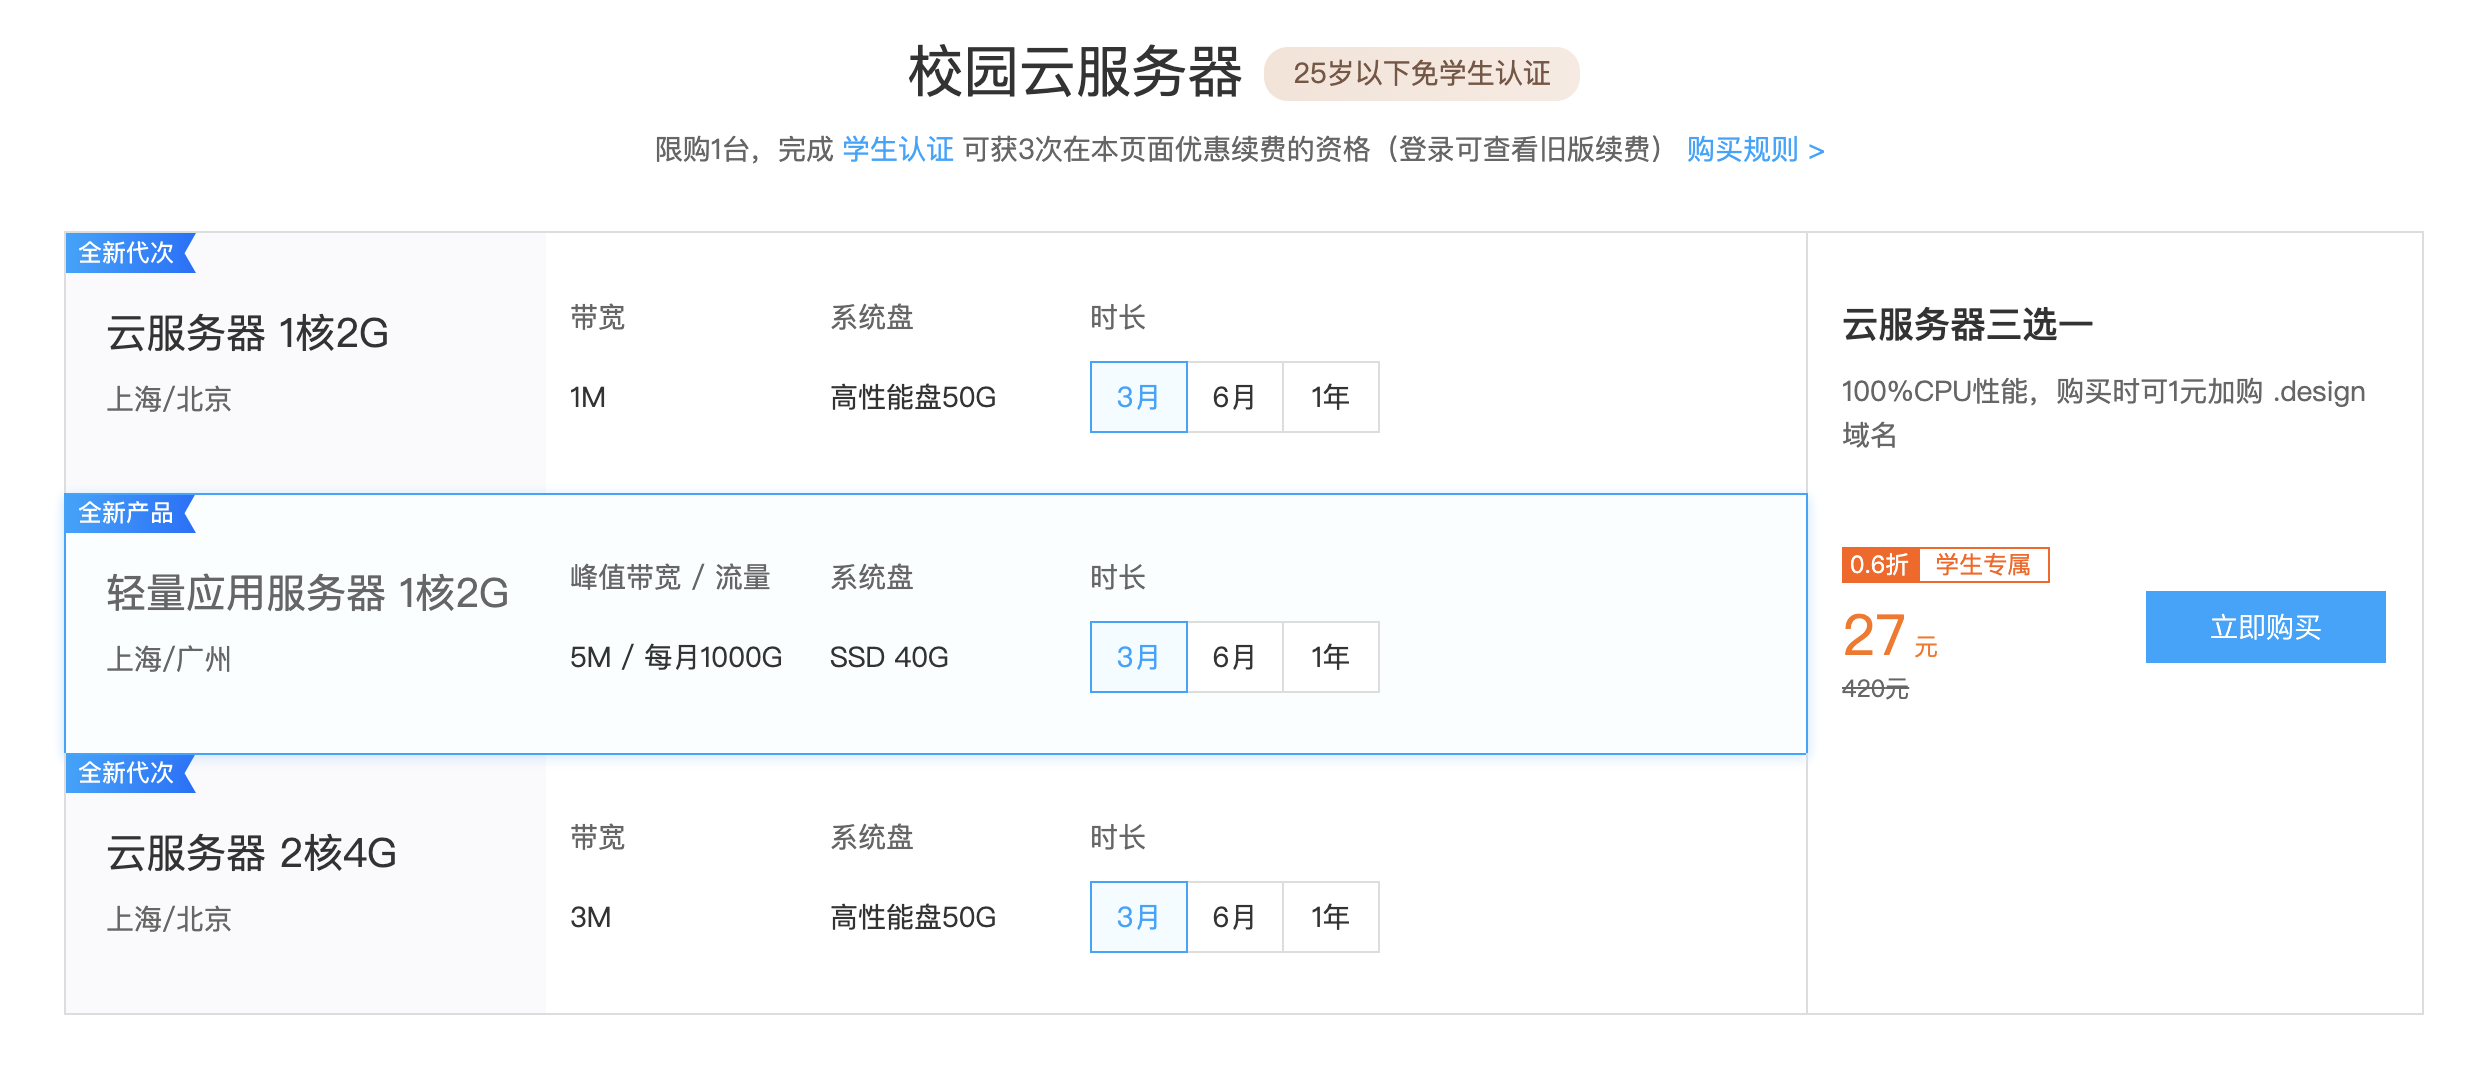 校园云服务器 25岁以下免学生认证
限购1台，完成 学生认证 可获3次在本页面优惠续费的资格（登录可查看旧版续费） 购买规则 >
全新代次
云服务器 1核2G
上海/北京
带宽 系统盘 时长
1M 高性能盘50G 3月 6月 1年
全新产品
轻量应用服务器 1核2G
上海/广州
峰值带宽 / 流量 系统盘 时长
5M / 每月1000G SSD 40G 3月 6月 1年
全新代次
云服务器 2核4G
上海/北京
带宽 系统盘 时长
3M 高性能盘50G 3月 6月 1年
云服务器三选一
100%CPU性能，购买时可1元加购 .design
域名
0.6折 学生专属
27 元
420元
立即购买